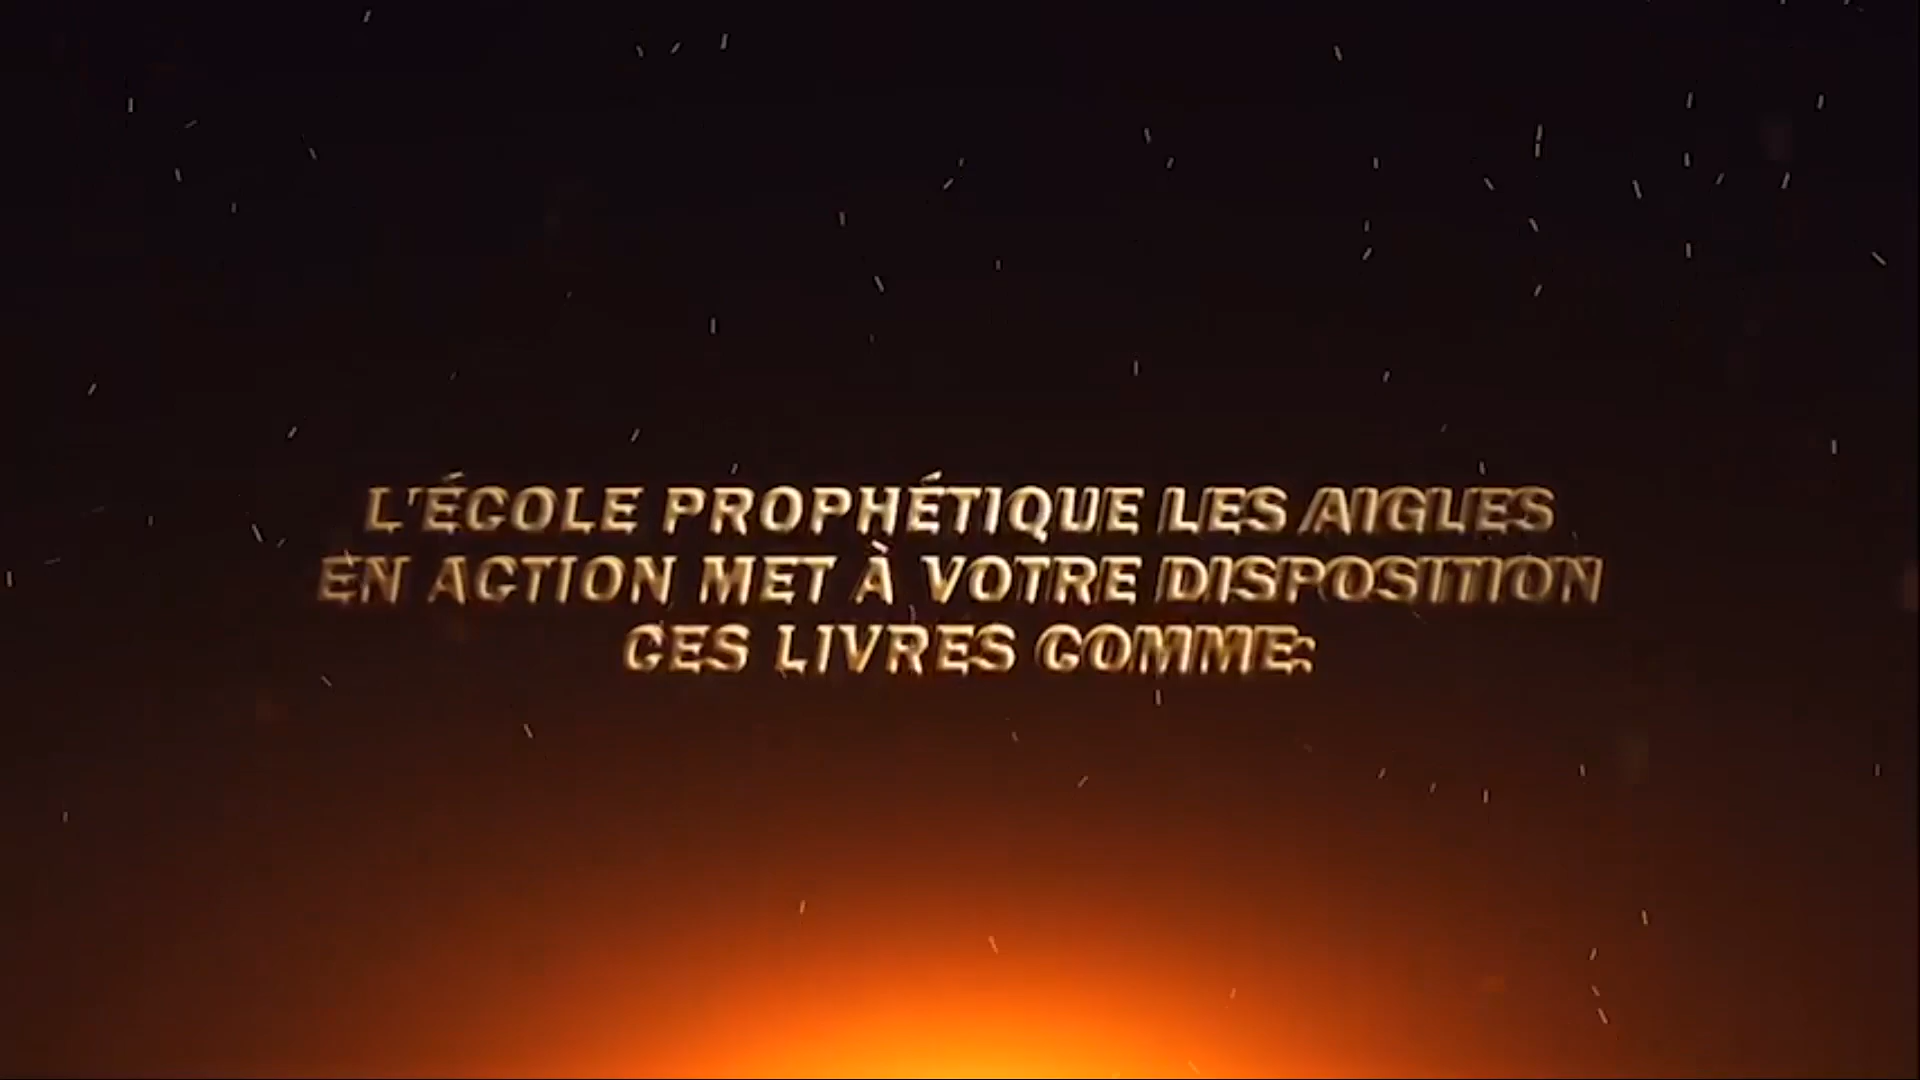 L'ÉCOLE PROPHÉTIQUE LES AIGLES
EN ACTION MET À VOTRE DISPOSITION
CES LIVRES COMME: